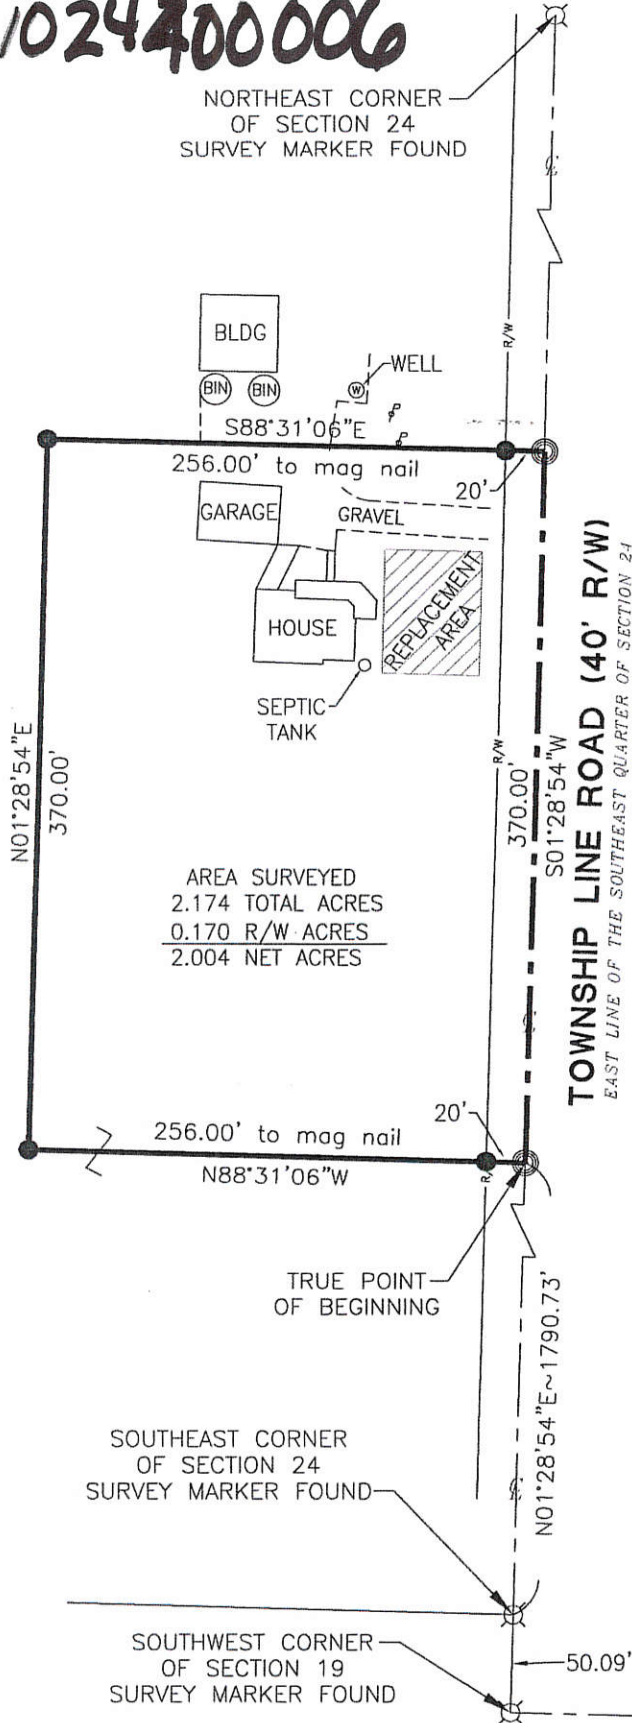 1024400006
NORTHEAST CORNER
OF SECTION 24
SURVEY MARKER FOUND
℄
R/W
BLDG
BIN
BIN
W
WELL
S88°31'06"E
256.00' to mag nail
20'
GARAGE
GRAVEL
HOUSE
REPLACEMENT
AREA
SEPTIC
TANK
N01°28'54"E
370.00'
R/W
370.00'
S01°28'54"W
TOWNSHIP LINE ROAD (40' R/W)
EAST LINE OF THE SOUTHEAST QUARTER OF SECTION 24
AREA SURVEYED
2.174 TOTAL ACRES
0.170 R/W ACRES
2.004 NET ACRES
℄
256.00' to mag nail
20'
N88°31'06"W
R/
TRUE POINT
OF BEGINNING
N01°28'54"E~1790.73'
℄
SOUTHEAST CORNER
OF SECTION 24
SURVEY MARKER FOUND
SOUTHWEST CORNER
OF SECTION 19
SURVEY MARKER FOUND
50.09'